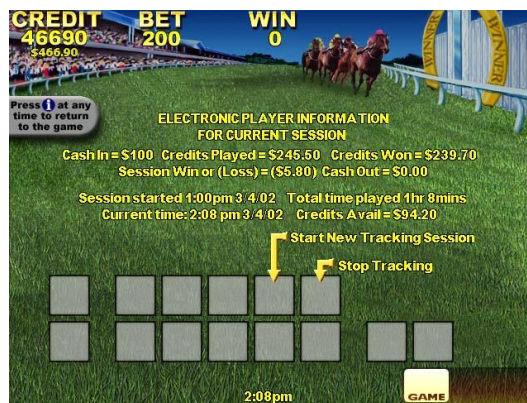 CREDIT BET WIN
46690 200 0
$466.90
WINNER WINNER
Press i at any
time to return
to the game
ELECTRONIC PLAYER INFORMATION
FOR CURRENT SESSION
Cash In = $100 Credits Played = $245.50 Credits Won = $239.70
Session Win or (Loss) = ($5.80) Cash Out = $0.00
Session started 1:00pm 3/4/02 Total time played 1hr 8mins
Current time: 2:08 pm 3/4/02 Credits Avail = $94.20
Start New Tracking Session
Stop Tracking
2:08pm
GAME